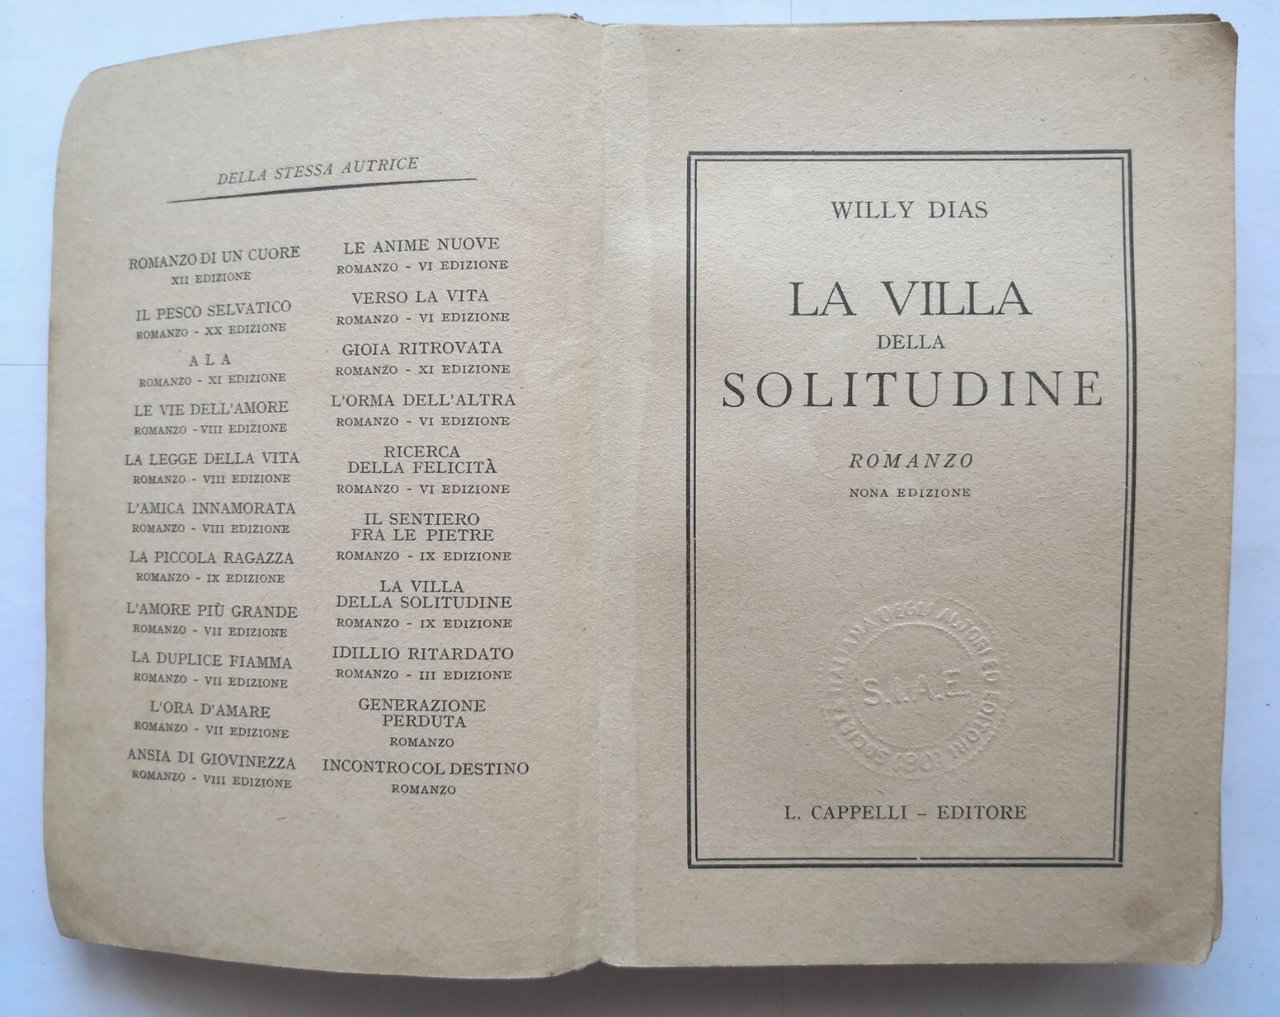 DELLA STESSA AUTRICE
ROMANZO DI UN CUORE
XII EDIZIONE
IL PESCO SELVATICO
ROMANZO - XX EDIZIONE
ALA
ROMANZO - XI EDIZIONE
LE VIE DELL'AMORE
ROMANZO - VIII EDIZIONE
LA LEGGE DELLA VITA
ROMANZO - VIII EDIZIONE
L'AMICA INNAMORATA
ROMANZO - VIII EDIZIONE
LA PICCOLA RAGAZZA
ROMANZO - IX EDIZIONE
L'AMORE PIÙ GRANDE
ROMANZO - VII EDIZIONE
LA DUPLICE FIAMMA
ROMANZO - VII EDIZIONE
L'ORA D'AMARE
ROMANZO - VII EDIZIONE
ANSIA DI GIOVINEZZA
ROMANZO - VIII EDIZIONE
LE ANIME NUOVE
ROMANZO - VI EDIZIONE
VERSO LA VITA
ROMANZO - VI EDIZIONE
GIOIA RITROVATA
ROMANZO - XI EDIZIONE
L'ORMA DELL'ALTRA
ROMANZO - VI EDIZIONE
RICERCA
DELLA FELICITÀ
ROMANZO - VI EDIZIONE
IL SENTIERO
FRA LE PIETRE
ROMANZO - IX EDIZIONE
LA VILLA
DELLA SOLITUDINE
ROMANZO - IX EDIZIONE
IDILLIO RITARDATO
ROMANZO - III EDIZIONE
GENERAZIONE
PERDUTA
ROMANZO
INCONTRO COL DESTINO
ROMANZO
WILLY DIAS
LA VILLA
DELLA
SOLITUDINE
ROMANZO
NONA EDIZIONE
SOCIETÀ ITALIANA DEGLI AUTORI ED EDITORI
S.I.A.E.
L. CAPPELLI - EDITORE